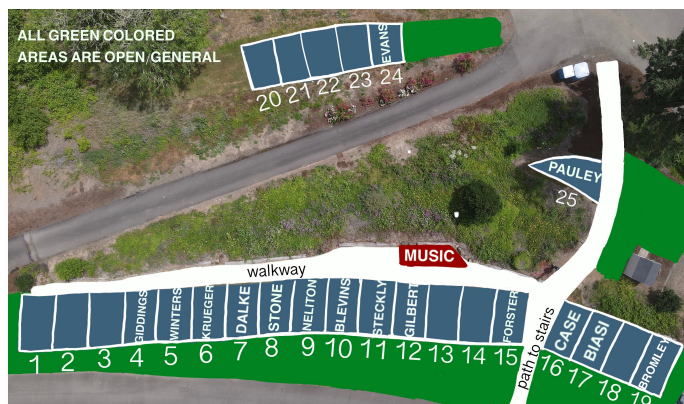 ALL GREEN COLORED
AREAS ARE OPEN/GENERAL
EVANS
20 21 22 23 24
PAULEY
25
MUSIC
walkway
GIDDINGS
WINTERS
KRUEGER
DALKE
STONE
NELITON
BLEVINS
STECKLY
GILBERT
FORSTER
path to stairs
CASE
BIASI
BROMLEY
1 2 3 4 5 6 7 8 9 10 11 12 13 14 15 16 17 18 19